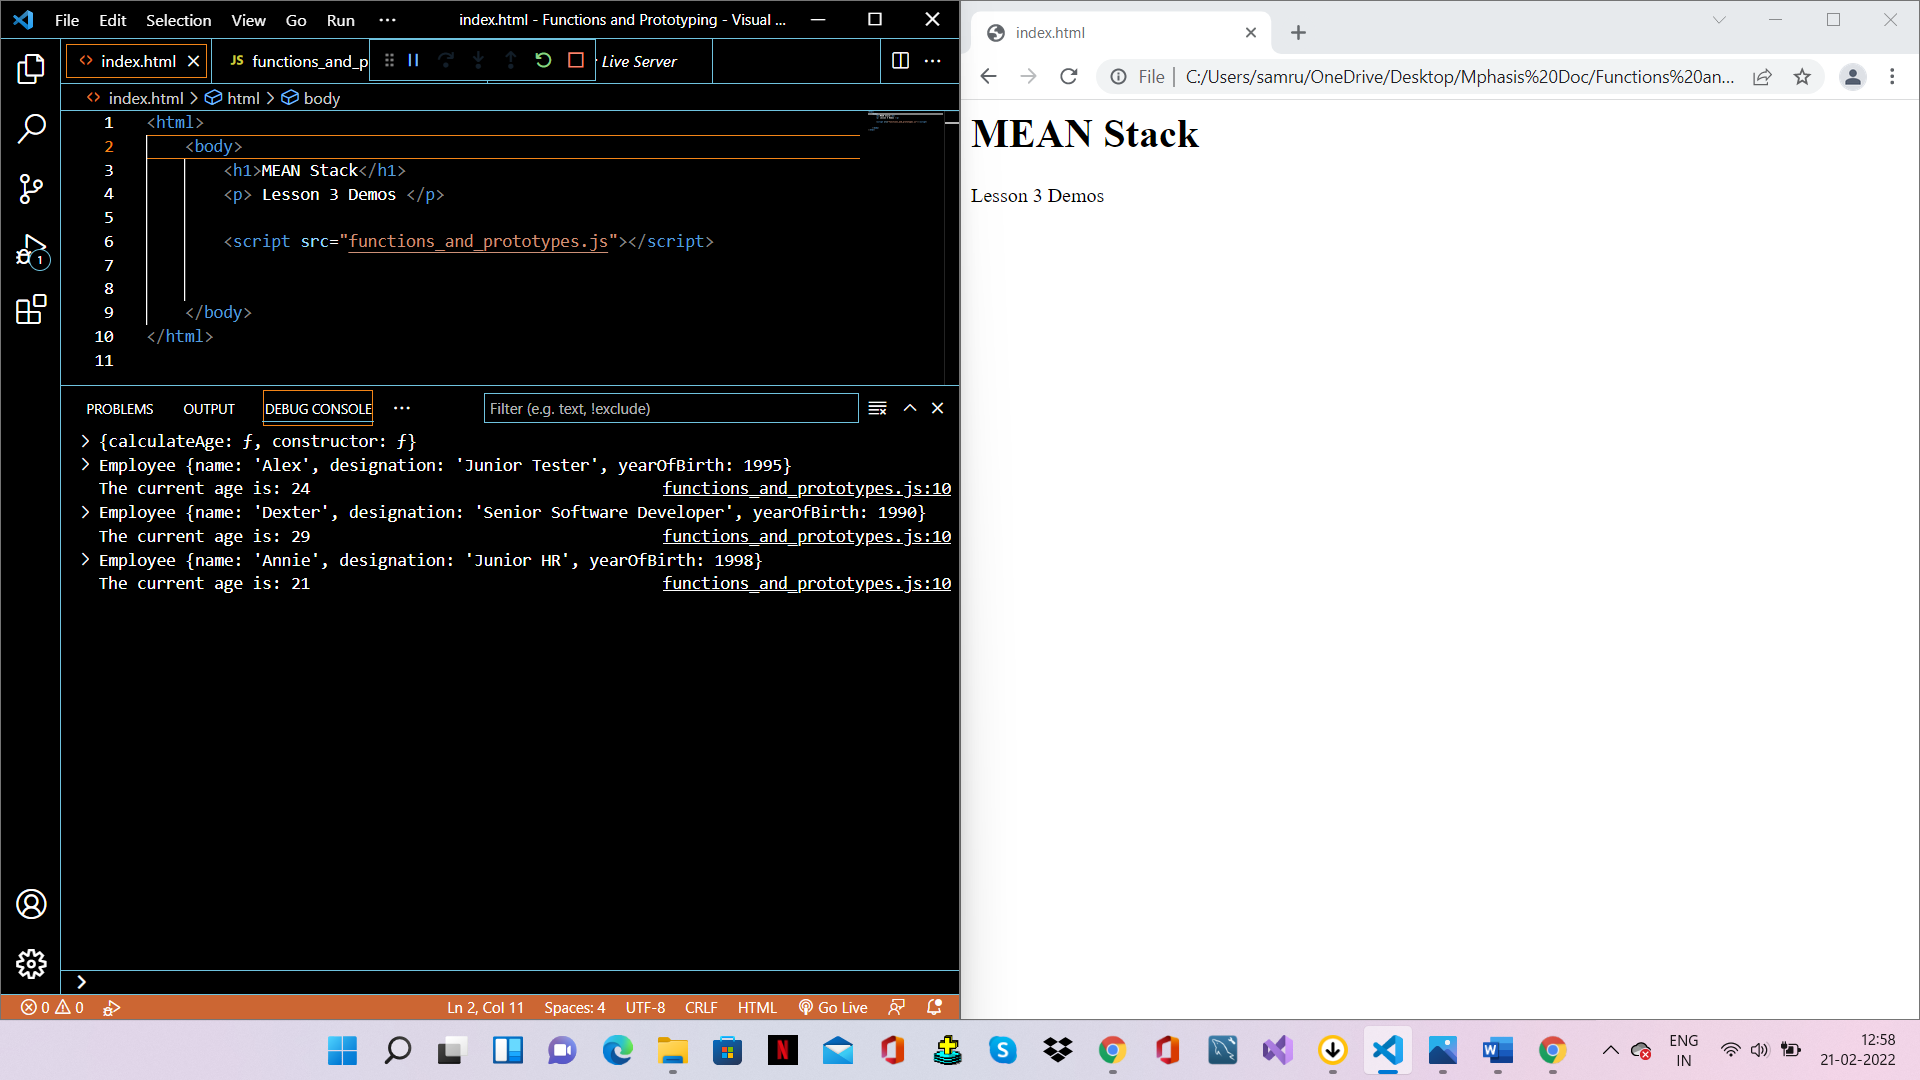 File Edit Selection View Go Run ··· index.html - Functions and Prototyping - Visual ...
index.html functions_and_p Live Server
index.html > html > body
1 <html>
2 <body>
3 <h1>MEAN Stack</h1>
4 <p> Lesson 3 Demos </p>
5
6 <script src="functions_and_prototypes.js"></script>
7
8
9 </body>
10 </html>
11
PROBLEMS OUTPUT DEBUG CONSOLE ··· Filter (e.g. text, !exclude)
> {calculateAge: ƒ, constructor: ƒ}
> Employee {name: 'Alex', designation: 'Junior Tester', yearOfBirth: 1995}
The current age is: 24 functions_and_prototypes.js:10
> Employee {name: 'Dexter', designation: 'Senior Software Developer', yearOfBirth: 1990}
The current age is: 29 functions_and_prototypes.js:10
> Employee {name: 'Annie', designation: 'Junior HR', yearOfBirth: 1998}
The current age is: 21 functions_and_prototypes.js:10
>
0 0 Ln 2, Col 11 Spaces: 4 UTF-8 CRLF HTML Go Live
index.html
File | C:/Users/samru/OneDrive/Desktop/Mphasis%20Doc/Functions%20an...
MEAN Stack
Lesson 3 Demos
ENG
IN
12:58
21-02-2022